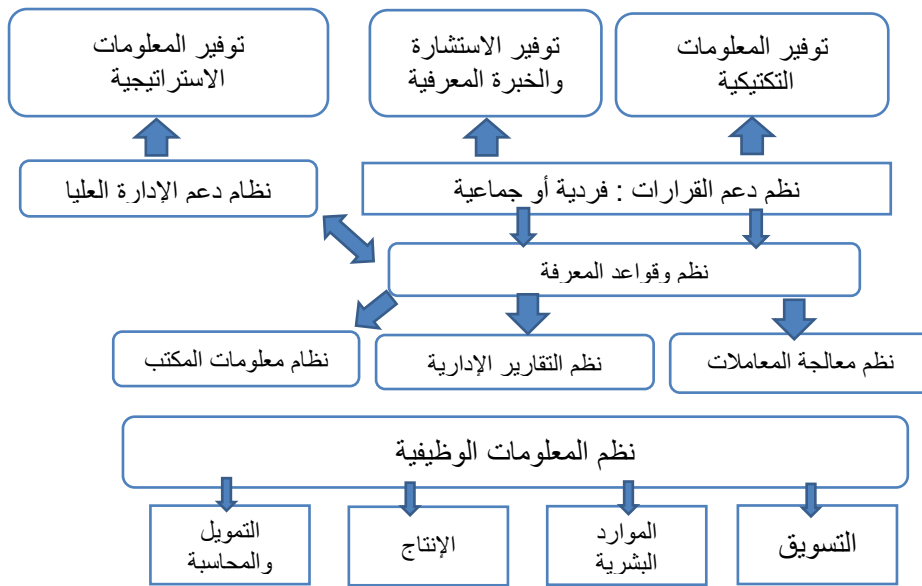 توفير المعلومات
التكتيكية
توفير الاستشارة
والخبرة المعرفية
توفير المعلومات
الاستراتيجية
نظم دعم القرارات : فردية أو جماعية
نظام دعم الإدارة العليا
نظم وقواعد المعرفة
نظم معالجة المعاملات
نظم التقارير الإدارية
نظام معلومات المكتب
نظم المعلومات الوظيفية
التسويق
الموارد
البشرية
الإنتاج
التمويل
والمحاسبة